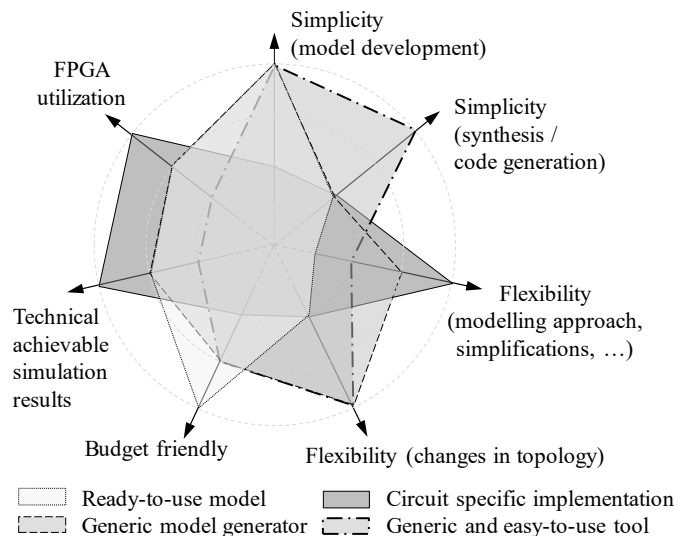 Simplicity
(model development)
FPGA
utilization
Simplicity
(synthesis /
code generation)
Flexibility
(modelling approach,
simplifications, …)
Technical
achievable
simulation
results
Budget friendly
Flexibility (changes in topology)
Ready-to-use model
Circuit specific implementation
Generic model generator
Generic and easy-to-use tool